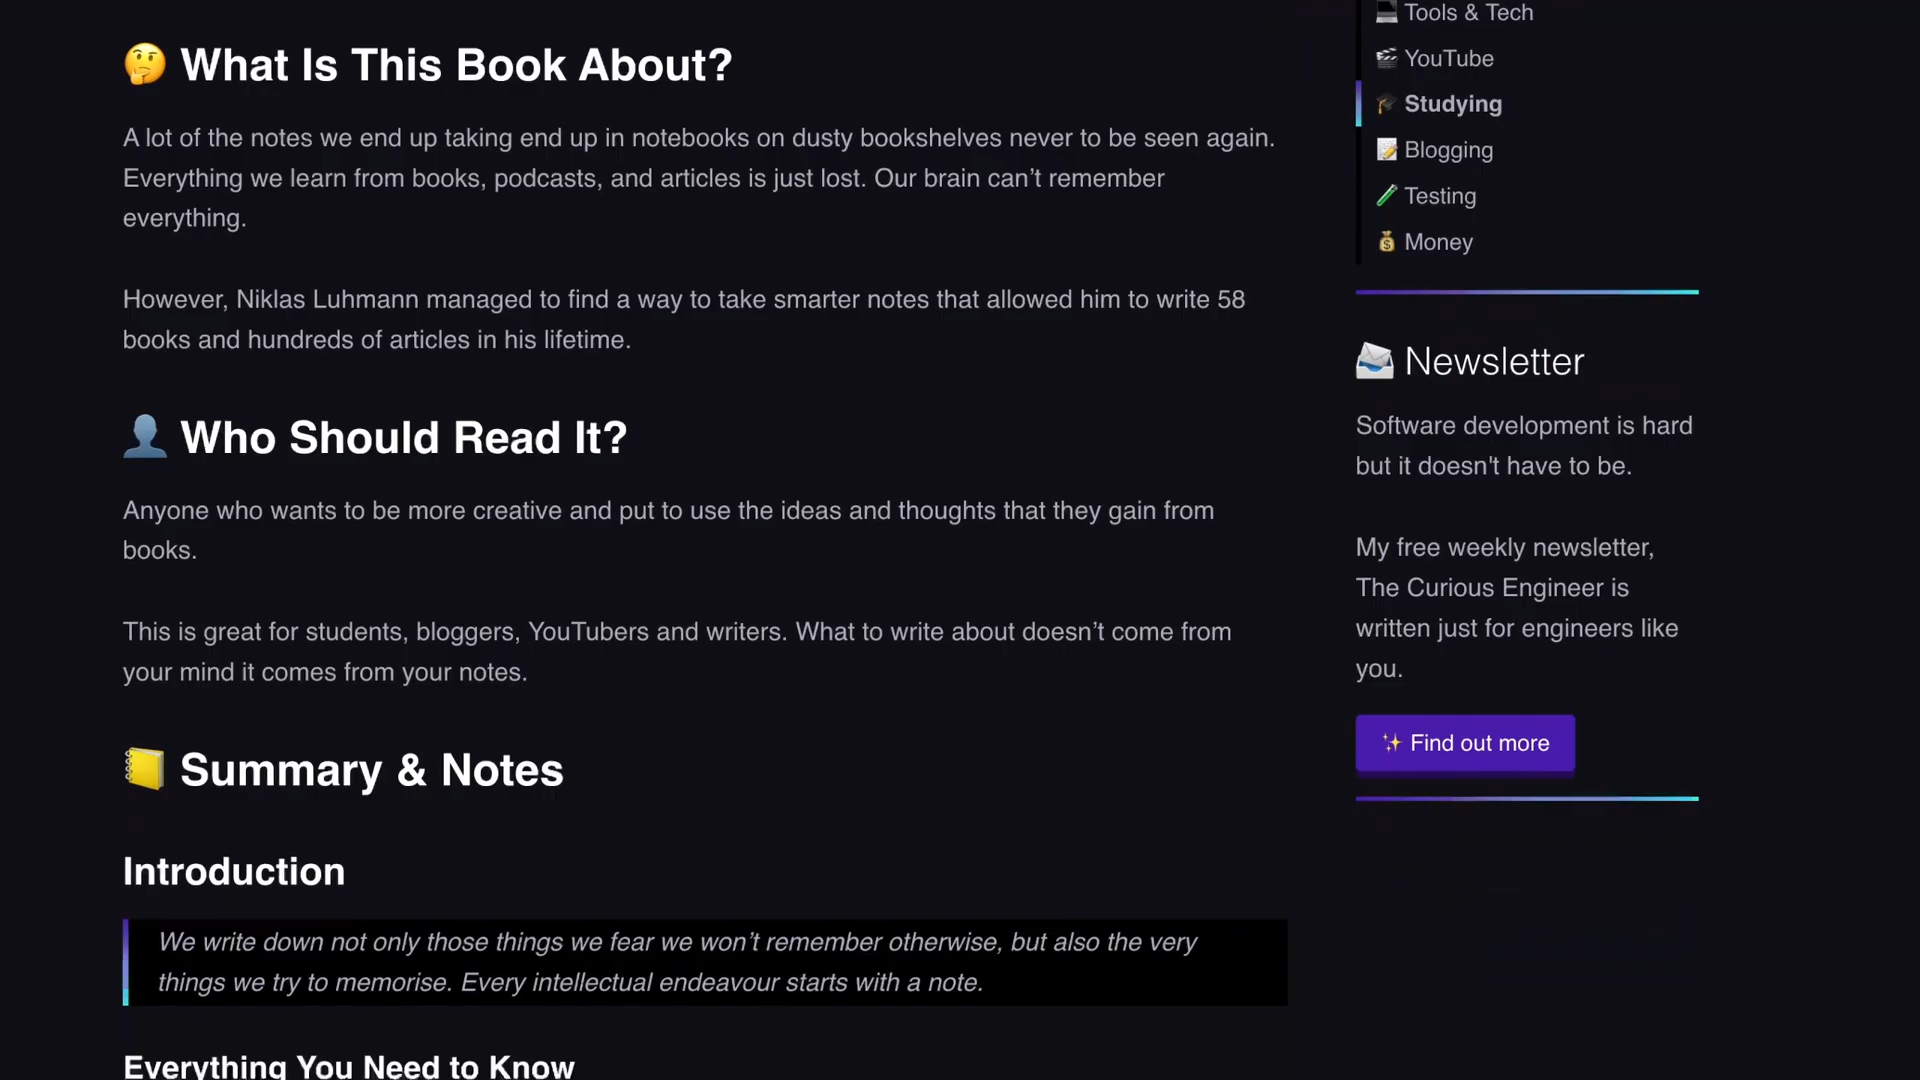 What Is This Book About?
A lot of the notes we end up taking end up in notebooks on dusty bookshelves never to be seen again.
Everything we learn from books, podcasts, and articles is just lost. Our brain can’t remember
everything.
However, Niklas Luhmann managed to find a way to take smarter notes that allowed him to write 58
books and hundreds of articles in his lifetime.
Who Should Read It?
Anyone who wants to be more creative and put to use the ideas and thoughts that they gain from
books.
This is great for students, bloggers, YouTubers and writers. What to write about doesn’t come from
your mind it comes from your notes.
Summary & Notes
Introduction
We write down not only those things we fear we won’t remember otherwise, but also the very
things we try to memorise. Every intellectual endeavour starts with a note.
Everything You Need to Know
Tools & Tech
YouTube
Studying
Blogging
Testing
Money
Newsletter
Software development is hard
but it doesn't have to be.
My free weekly newsletter,
The Curious Engineer is
written just for engineers like
you.
Find out more